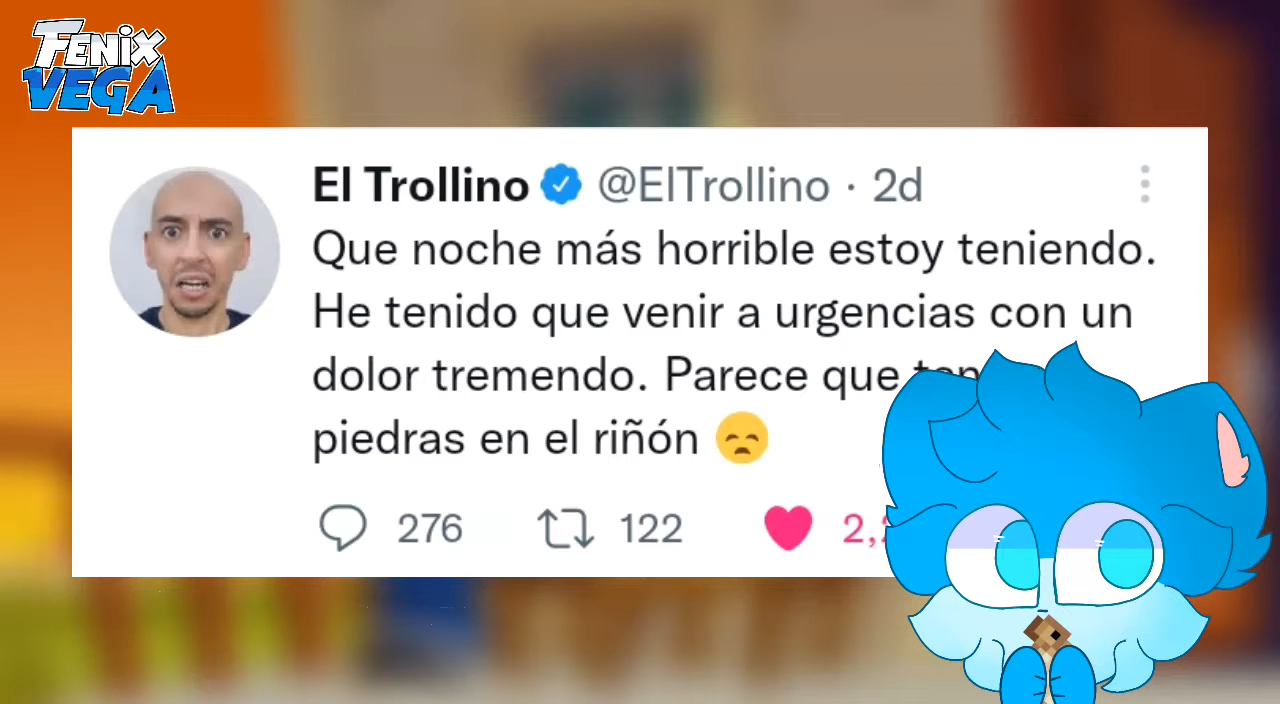 FENIX
VEGA
El Trollino @ElTrollino · 2d
Que noche más horrible estoy teniendo.
He tenido que venir a urgencias con un
dolor tremendo. Parece que
piedras en el riñón
276 122